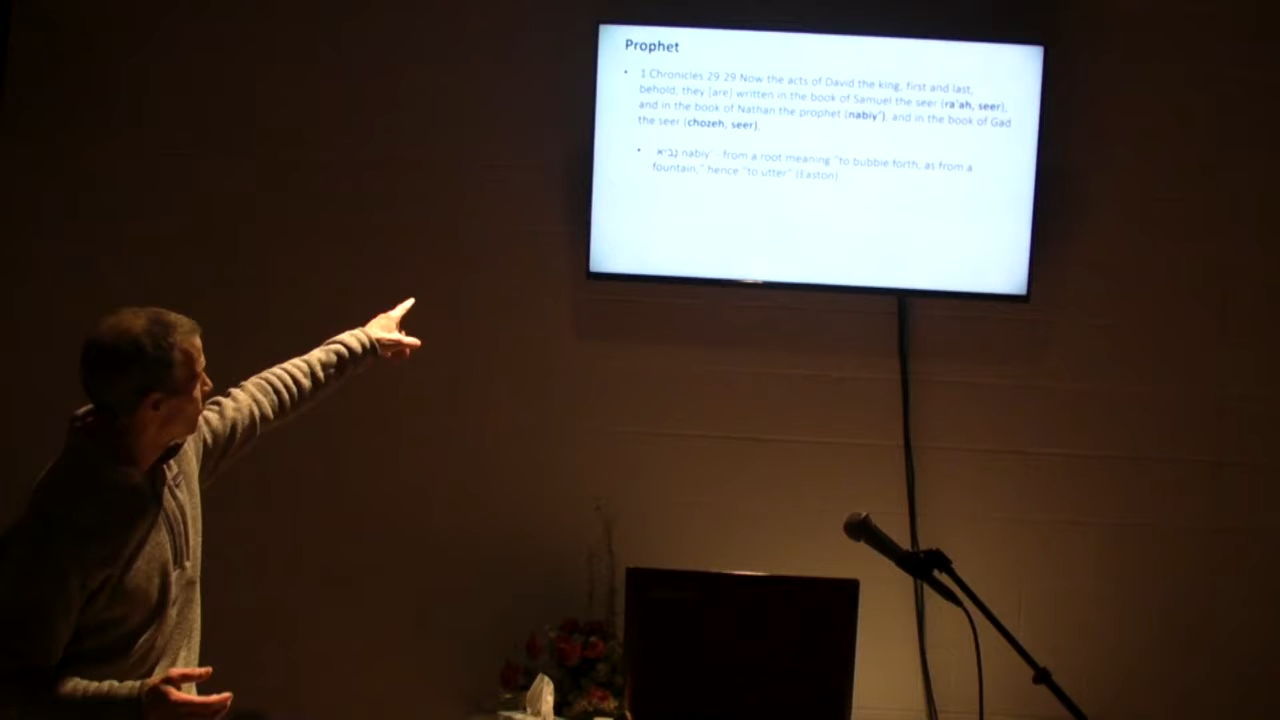 Prophet
• 1 Chronicles 29:29 Now the acts of David the king, first and last,
behold, they [are] written in the book of Samuel the seer (ra'ah, seer),
and in the book of Nathan the prophet (nabiy'), and in the book of Gad
the seer (chozeh, seer),
• נביא nabiy' - from a root meaning "to bubble forth, as from a
fountain," hence "to utter" (Easton)